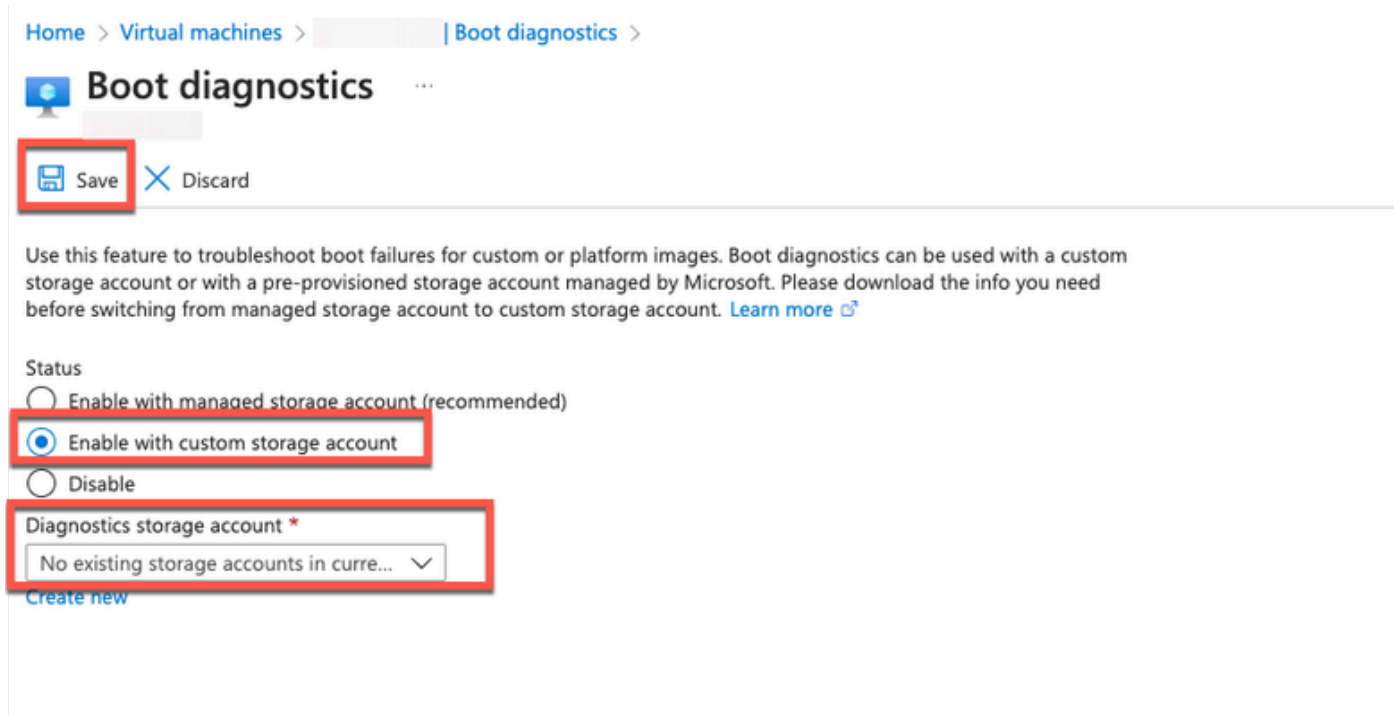 Home > Virtual machines > | Boot diagnostics >
Boot diagnostics ...
Save Discard
Use this feature to troubleshoot boot failures for custom or platform images. Boot diagnostics can be used with a custom
storage account or with a pre-provisioned storage account managed by Microsoft. Please download the info you need
before switching from managed storage account to custom storage account. Learn more
Status
Enable with managed storage account (recommended)
Enable with custom storage account
Disable
Diagnostics storage account *
No existing storage accounts in curre...
Create new